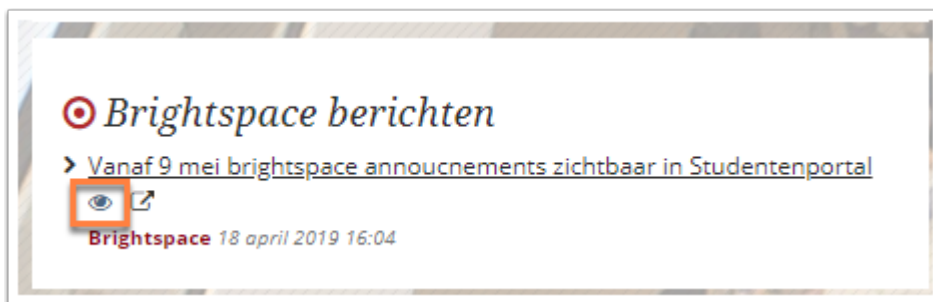 Brightspace berichten
Vanaf 9 mei brightspace annoucnements zichtbaar in Studentenportal
Brightspace 18 april 2019 16:04